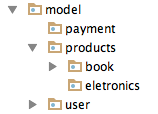 model
payment
products
book
eletronics
user